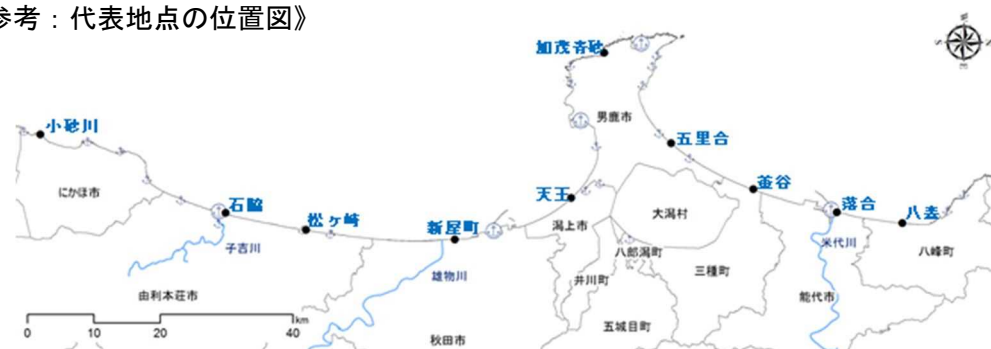 参考：代表地点の位置図》
加茂青砂
男鹿市
小砂川
五里合
にかほ市
天王
釜谷
石脇
落合
松ヶ崎
新屋町
潟上市
大潟村
八森
子吉川
八郎潟町
米代川
八峰町
雄物川
井川町
三種町
由利本荘市
能代市
五城目町
秋田市
km
0 10 20 40